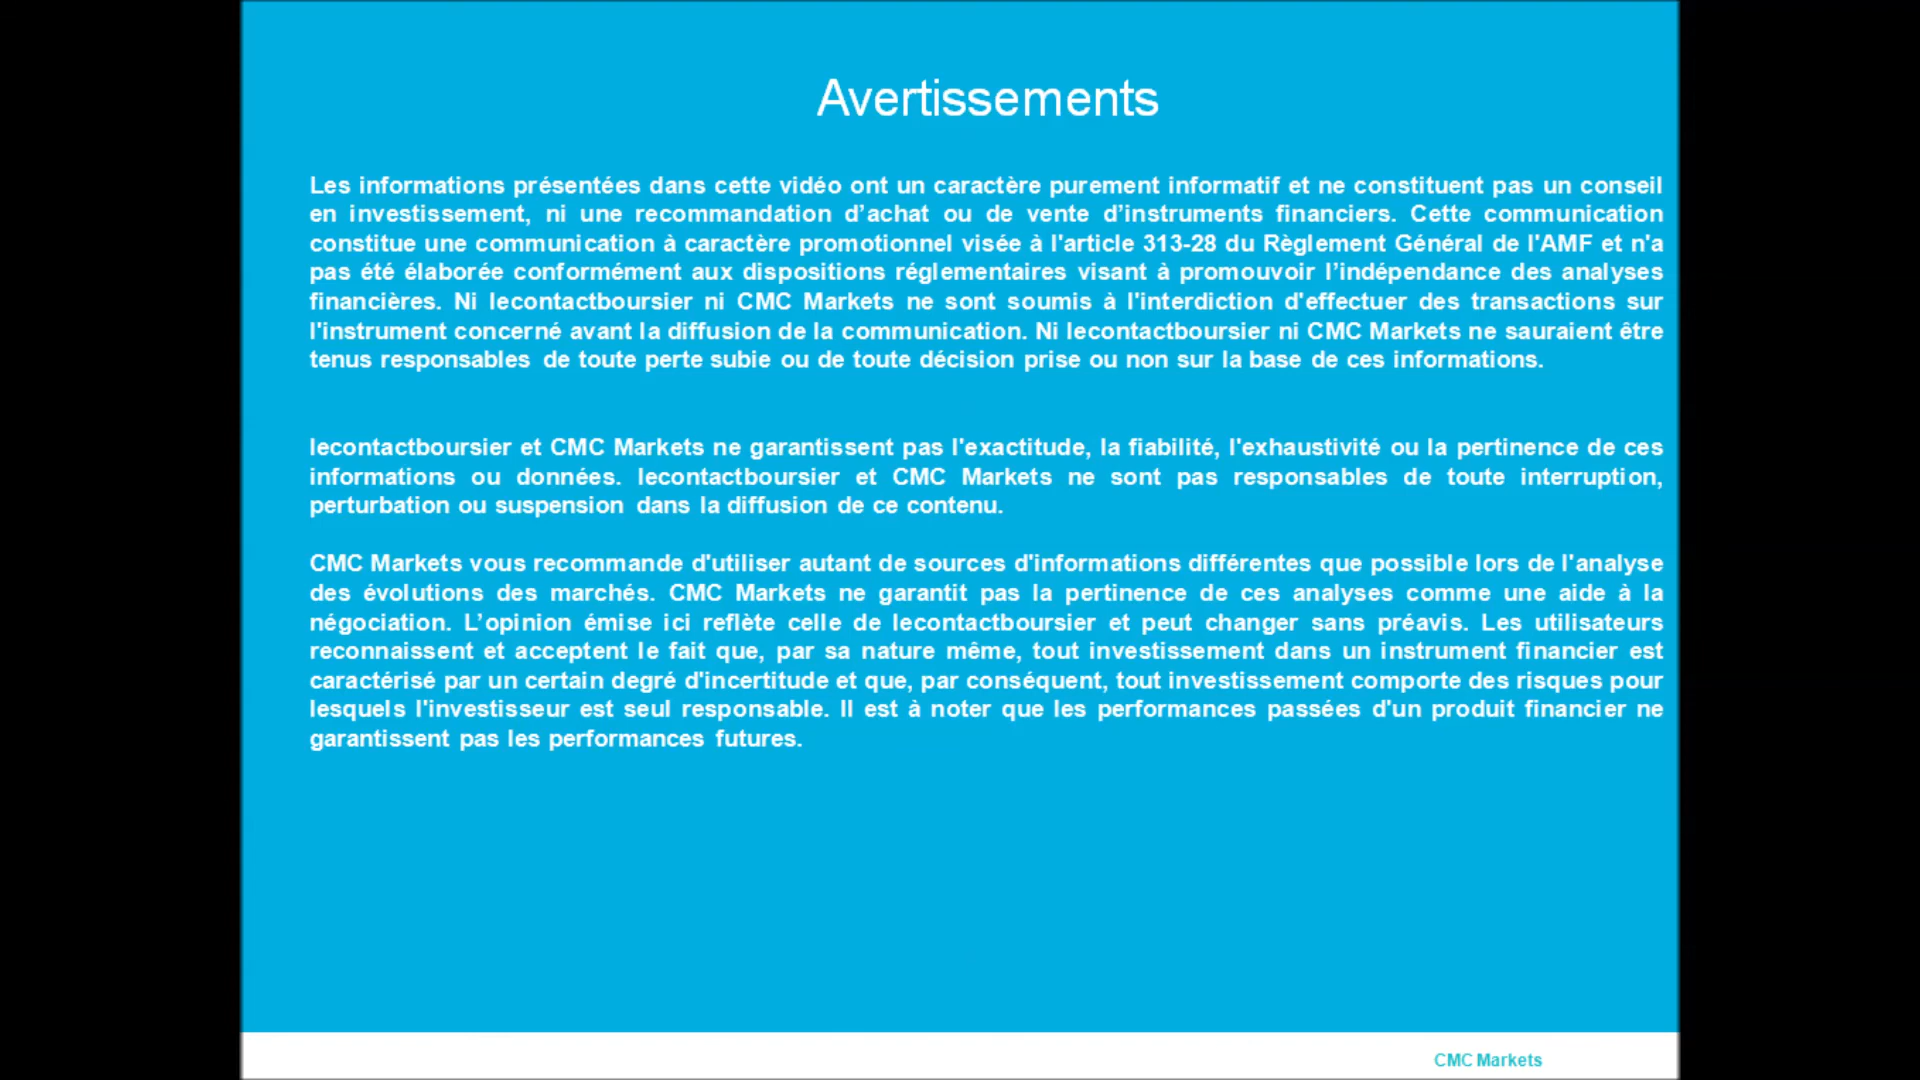 Avertissements
Les informations présentées dans cette vidéo ont un caractère purement informatif et ne constituent pas un conseil
en investissement, ni une recommandation d’achat ou de vente d’instruments financiers. Cette communication
constitue une communication à caractère promotionnel visée à l'article 313-28 du Règlement Général de l'AMF et n'a
pas été élaborée conformément aux dispositions réglementaires visant à promouvoir l’indépendance des analyses
financières. Ni lecontactboursier ni CMC Markets ne sont soumis à l'interdiction d'effectuer des transactions sur
l'instrument concerné avant la diffusion de la communication. Ni lecontactboursier ni CMC Markets ne sauraient être
tenus responsables de toute perte subie ou de toute décision prise ou non sur la base de ces informations.
lecontactboursier et CMC Markets ne garantissent pas l'exactitude, la fiabilité, l'exhaustivité ou la pertinence de ces
informations ou données. lecontactboursier et CMC Markets ne sont pas responsables de toute interruption,
perturbation ou suspension dans la diffusion de ce contenu.
CMC Markets vous recommande d'utiliser autant de sources d'informations différentes que possible lors de l'analyse
des évolutions des marchés. CMC Markets ne garantit pas la pertinence de ces analyses comme une aide à la
négociation. L’opinion émise ici reflète celle de lecontactboursier et peut changer sans préavis. Les utilisateurs
reconnaissent et acceptent le fait que, par sa nature même, tout investissement dans un instrument financier est
caractérisé par un certain degré d'incertitude et que, par conséquent, tout investissement comporte des risques pour
lesquels l'investisseur est seul responsable. Il est à noter que les performances passées d'un produit financier ne
garantissent pas les performances futures.
CMC Markets